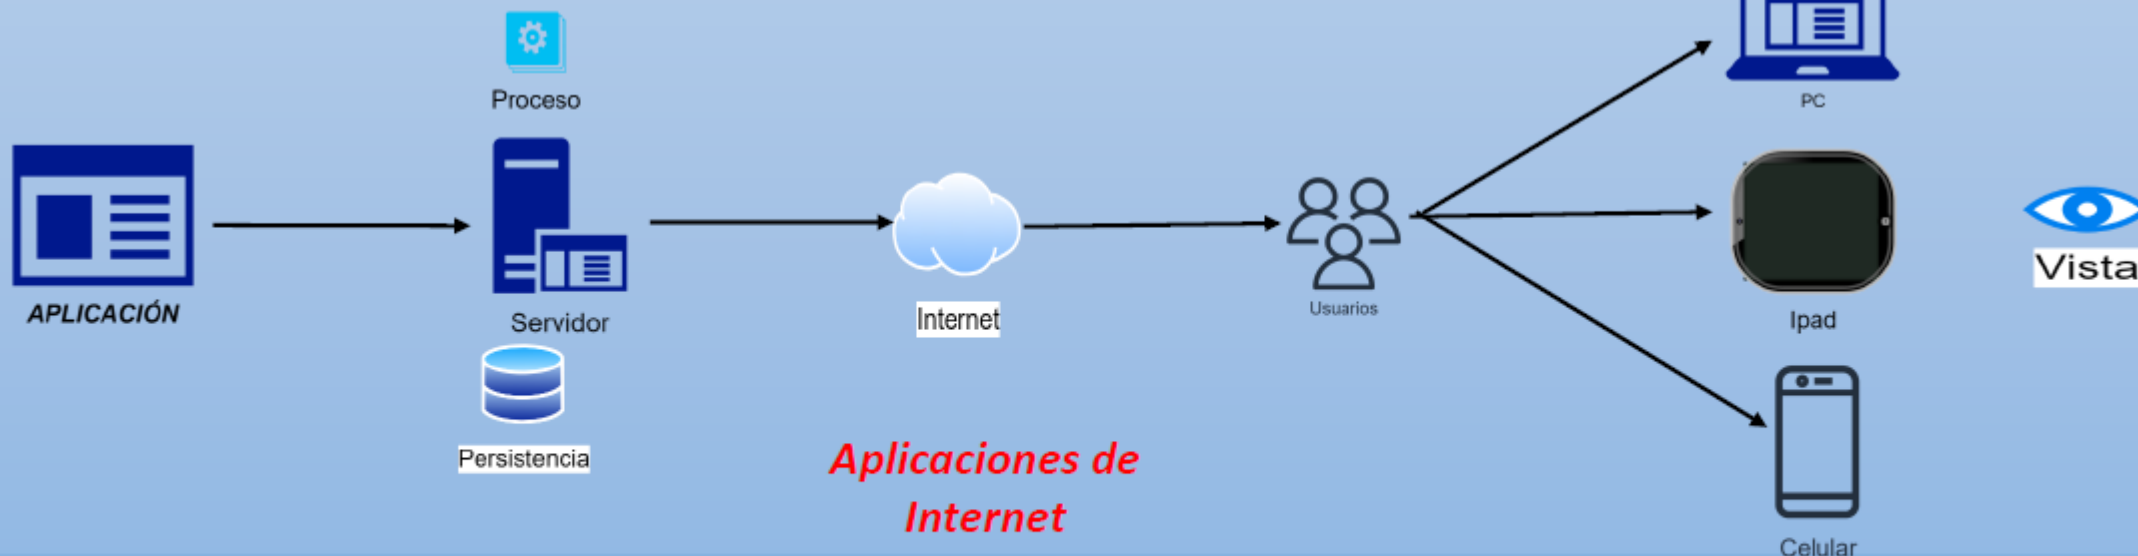 Proceso
PC
APLICACIÓN
Servidor
Internet
Usuarios
Ipad
Vista
Persistencia
Aplicaciones de
Internet
Celular